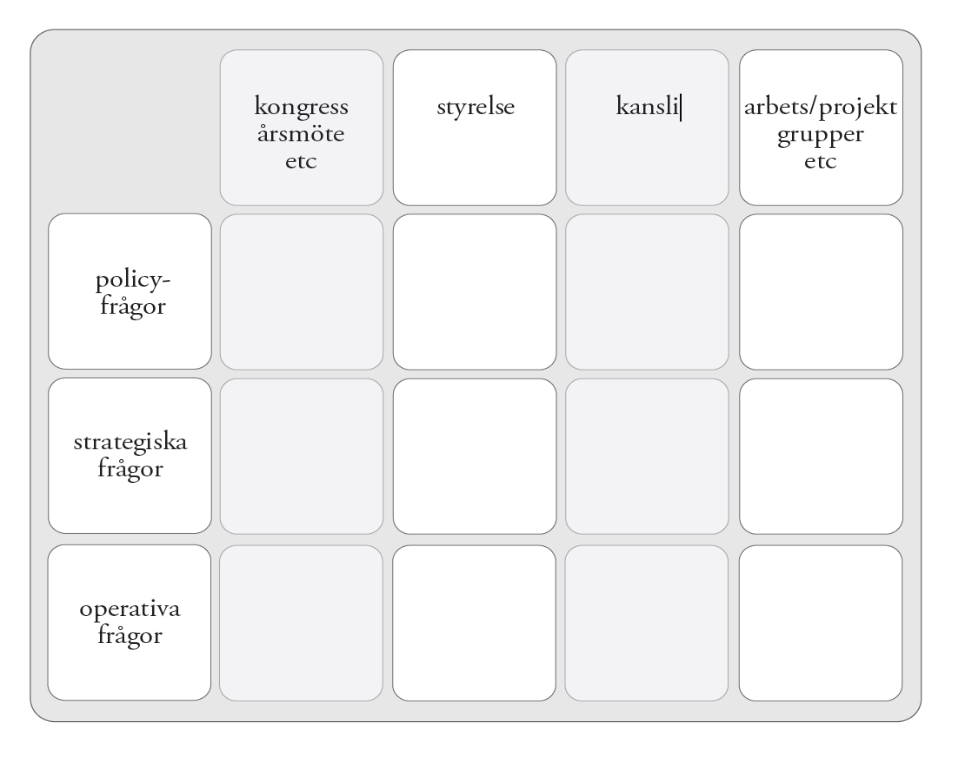 kongress
årsmöte
etc
styrelse
kansli
arbets/projekt
grupper
etc
policy-
frågor
strategiska
frågor
operativa
frågor